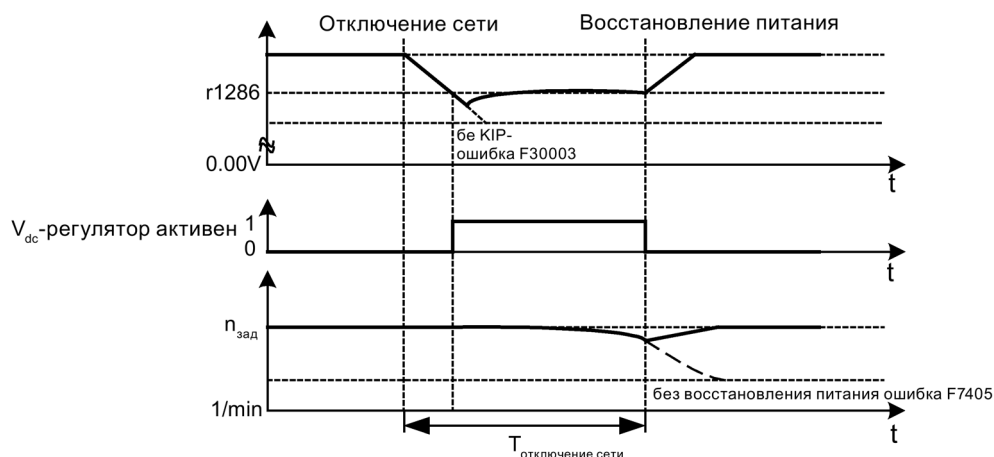 Отключение сети
Восстановление питания
r1286
бе KIP-
ошибка F30003
0.00V
t
Vdc-регулятор активен
1
0
t
nзад
без восстановления питания ошибка F7405
1/min
t
Tотключение сети